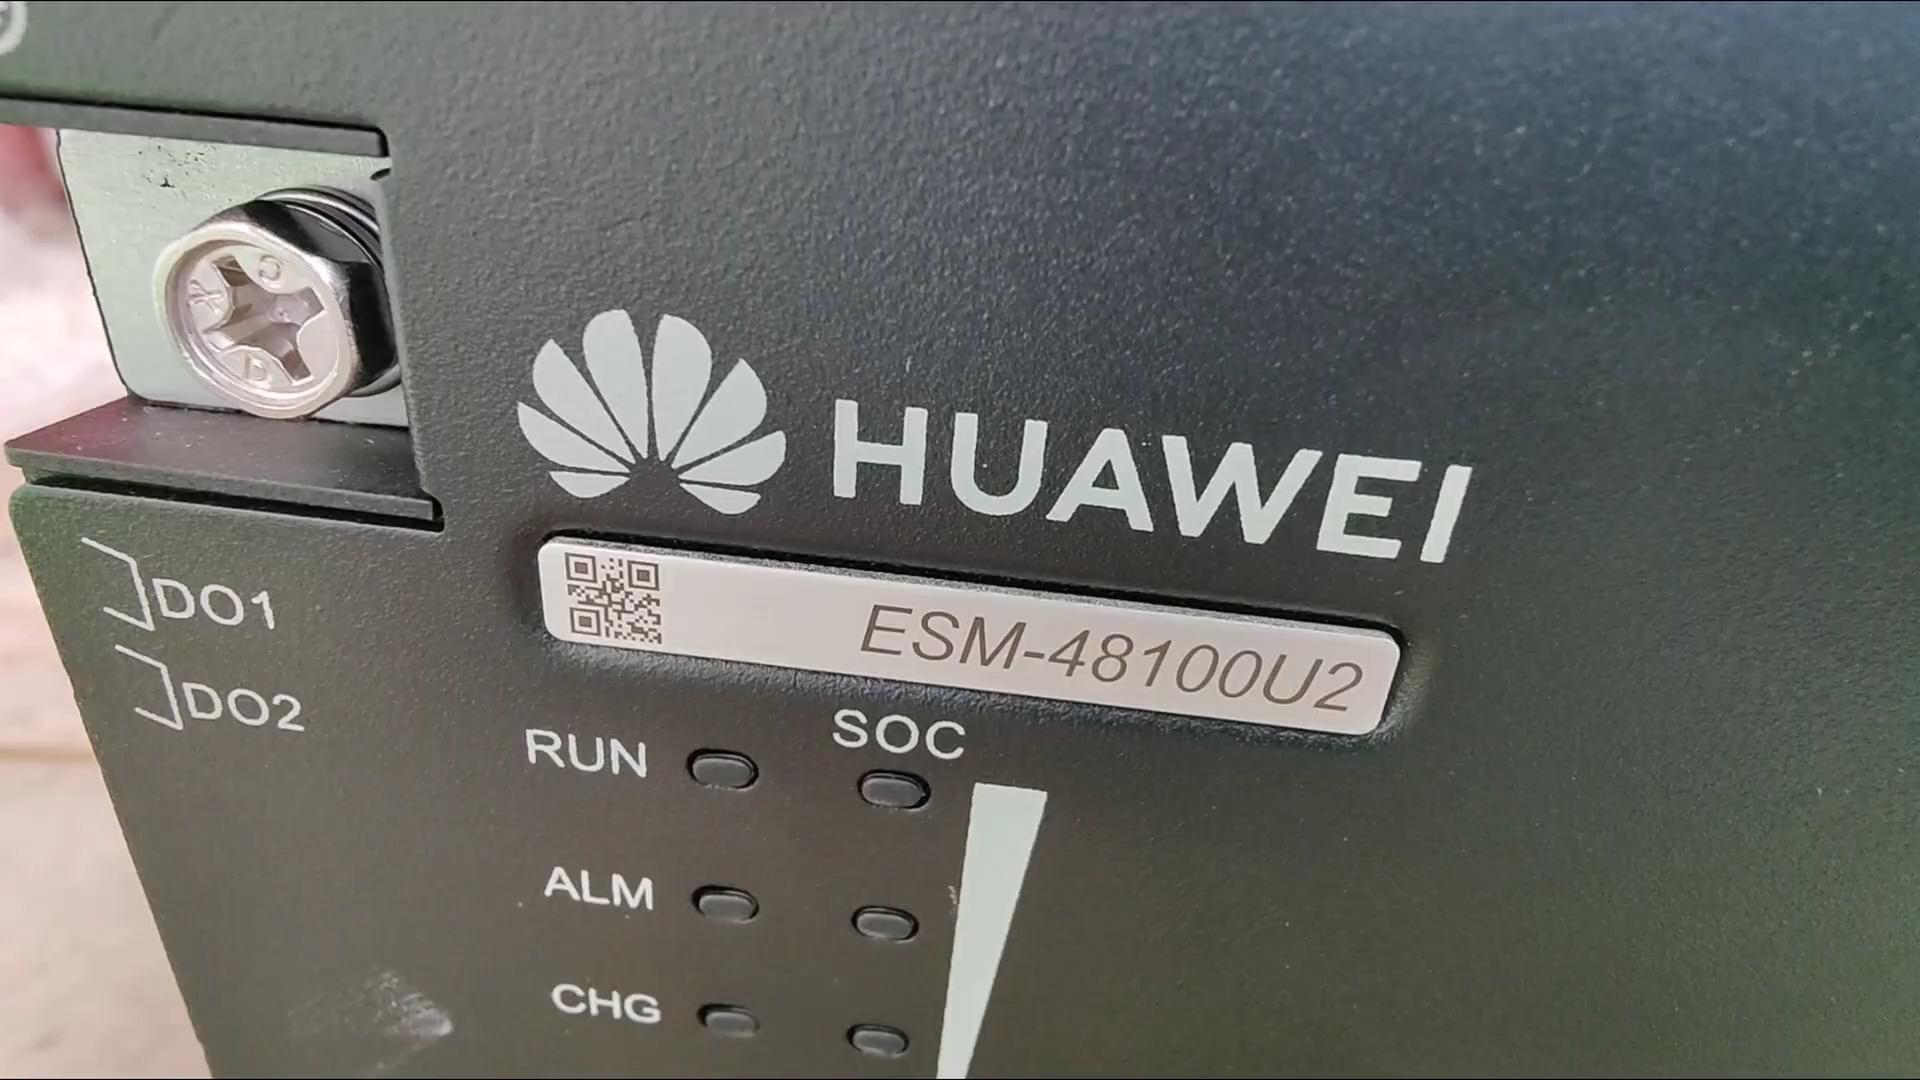 HUAWEI
ESM-48100U2
DO1
DO2
SOC
RUN
ALM
CHG